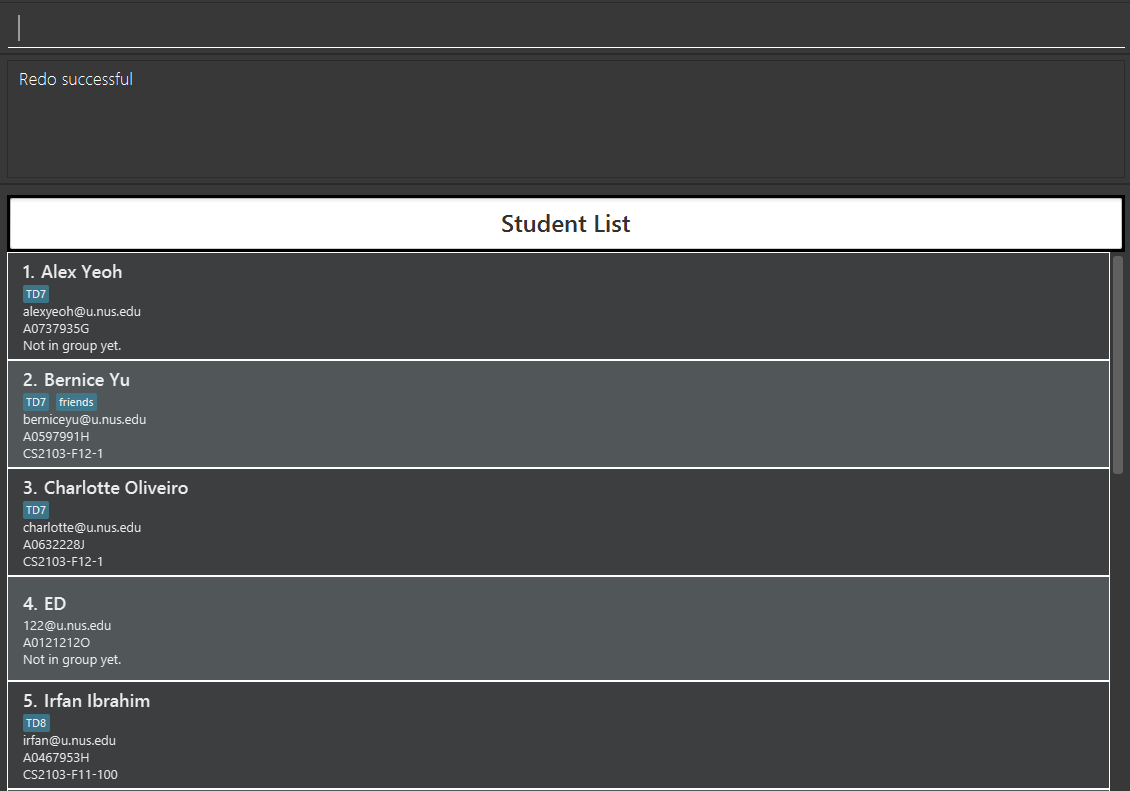 Redo successful
Student List
1. Alex Yeoh
TD7
alexyeoh@u.nus.edu
A0737935G
Not in group yet.
2. Bernice Yu
TD7 friends
berniceyu@u.nus.edu
A0597991H
CS2103-F12-1
3. Charlotte Oliveiro
TD7
charlotte@u.nus.edu
A0632228J
CS2103-F12-1
4. ED
122@u.nus.edu
A0121212O
Not in group yet.
5. Irfan Ibrahim
TD8
irfan@u.nus.edu
A0467953H
CS2103-F11-100